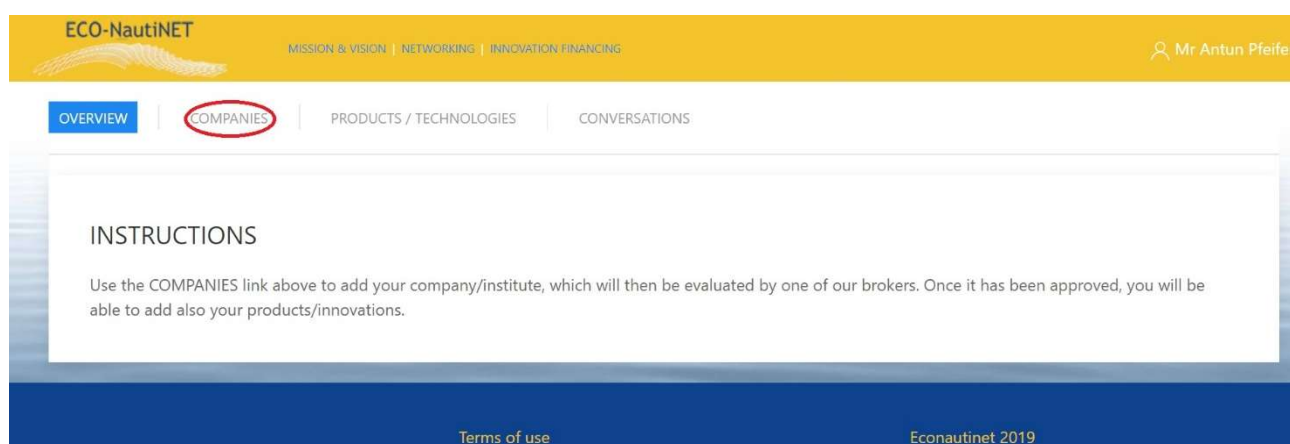 ECO-NautiNET
MISSION & VISION | NETWORKING | INNOVATION FINANCING
Mr Antun Pfeife
OVERVIEW
COMPANIES
PRODUCTS / TECHNOLOGIES
CONVERSATIONS
INSTRUCTIONS
Use the COMPANIES link above to add your company/institute, which will then be evaluated by one of our brokers. Once it has been approved, you will be
able to add also your products/innovations.
Terms of use
Econautinet 2019